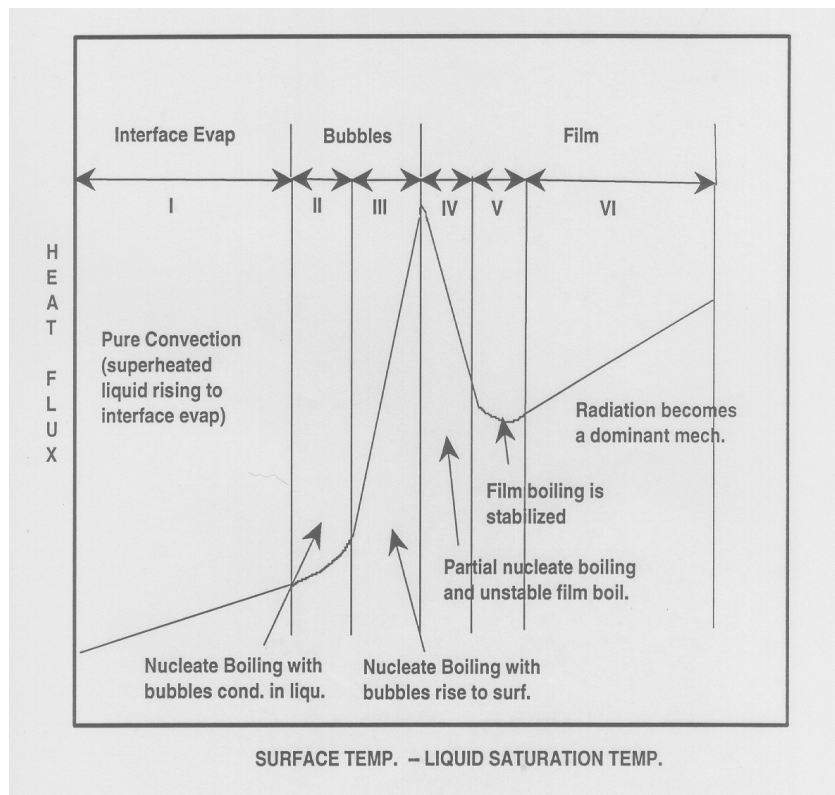 Interface Evap
Bubbles
Film
I
II
III
IV
V
VI
HEAT FLUX
Pure Convection
(superheated
liquid rising to
interface evap)
Radiation becomes
a dominant mech.
Film boiling is
stabilized
Partial nucleate boiling
and unstable film boil.
Nucleate Boiling with
bubbles cond. in liqu.
Nucleate Boiling with
bubbles rise to surf.
SURFACE TEMP. – LIQUID SATURATION TEMP.